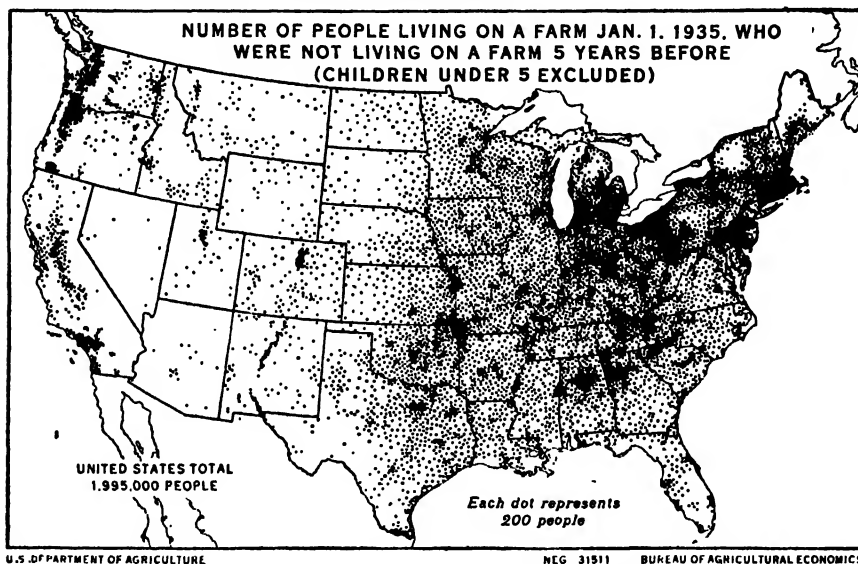 NUMBER OF PEOPLE LIVING ON A FARM JAN. 1. 1935, WHO
WERE NOT LIVING ON A FARM 5 YEARS BEFORE
(CHILDREN UNDER 5 EXCLUDED)
UNITED STATES TOTAL
1,995,000 PEOPLE
Each dot represents
200 people
U.S. DEPARTMENT OF AGRICULTURE NEG 31511 BUREAU OF AGRICULTURAL ECONOMICS